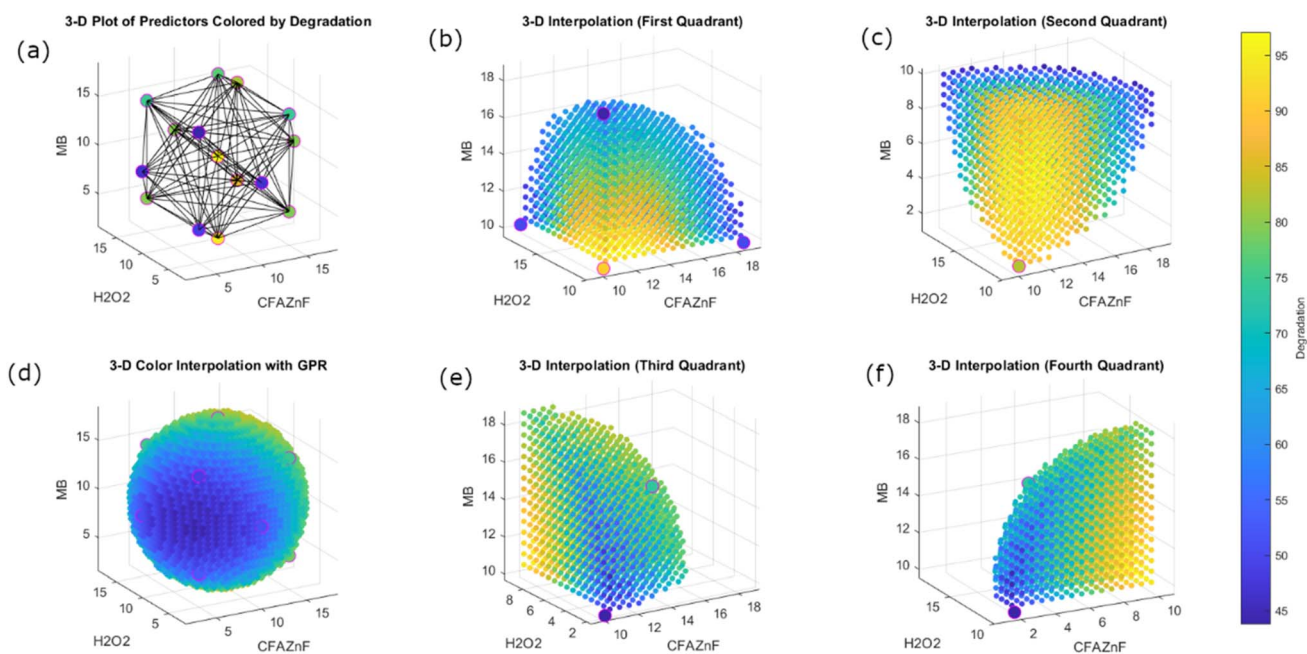 (a)
3-D Plot of Predictors Colored by Degradation
15
10
5
MB
15
10
5
H2O2
5
10
15
CFAZnF
(b)
3-D Interpolation (First Quadrant)
18
16
14
12
10
MB
15
10
H2O2
10
12
14
16
18
CFAZnF
(c)
3-D Interpolation (Second Quadrant)
10
8
6
4
2
MB
15
10
H2O2
10
12
14
16
18
CFAZnF
95
90
85
80
75
70
65
60
55
50
45
Degradation
(d)
3-D Color Interpolation with GPR
15
10
5
MB
15
10
5
H2O2
5
10
15
CFAZnF
(e)
3-D Interpolation (Third Quadrant)
18
16
14
12
10
MB
8
6
4
2
H2O2
10
12
14
16
18
CFAZnF
(f)
3-D Interpolation (Fourth Quadrant)
18
16
14
12
10
MB
15
10
H2O2
2
4
6
8
10
CFAZnF